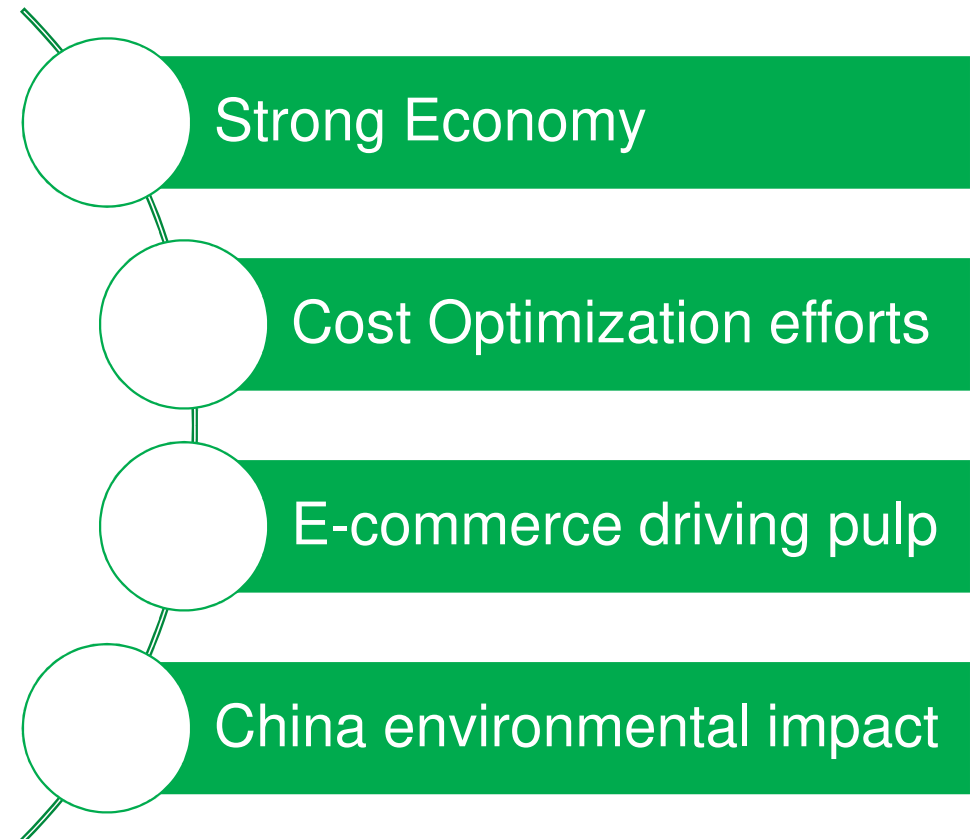 Strong Economy
Cost Optimization efforts
E-commerce driving pulp
China environmental impact